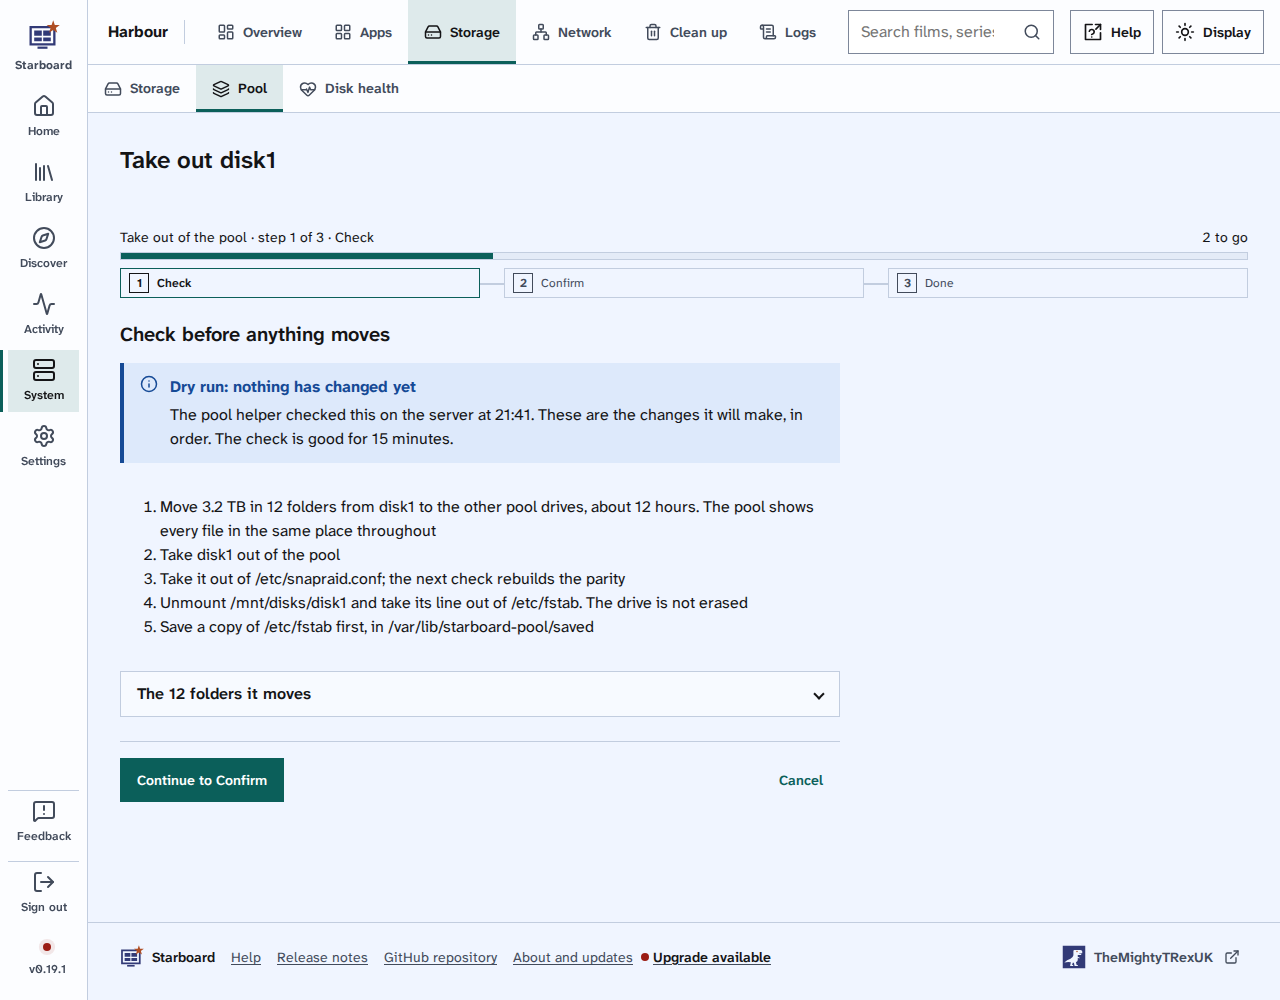 Starboard
Home
Library
Discover
Activity
System
Settings
Feedback
Sign out
v0.19.1
Harbour
Overview
Apps
Storage
Network
Clean up
Logs
Search films, series
Help
Display
Storage
Pool
Disk health
Take out disk1
Take out of the pool · step 1 of 3 · Check
2 to go
1 Check
2 Confirm
3 Done
Check before anything moves
Dry run: nothing has changed yet
The pool helper checked this on the server at 21:41. These are the changes it will make, in
order. The check is good for 15 minutes.
1. Move 3.2 TB in 12 folders from disk1 to the other pool drives, about 12 hours. The pool shows
every file in the same place throughout
2. Take disk1 out of the pool
3. Take it out of /etc/snapraid.conf; the next check rebuilds the parity
4. Unmount /mnt/disks/disk1 and take its line out of /etc/fstab. The drive is not erased
5. Save a copy of /etc/fstab first, in /var/lib/starboard-pool/saved
The 12 folders it moves
Continue to Confirm
Cancel
Starboard
Help
Release notes
GitHub repository
About and updates
Upgrade available
TheMightyTRexUK